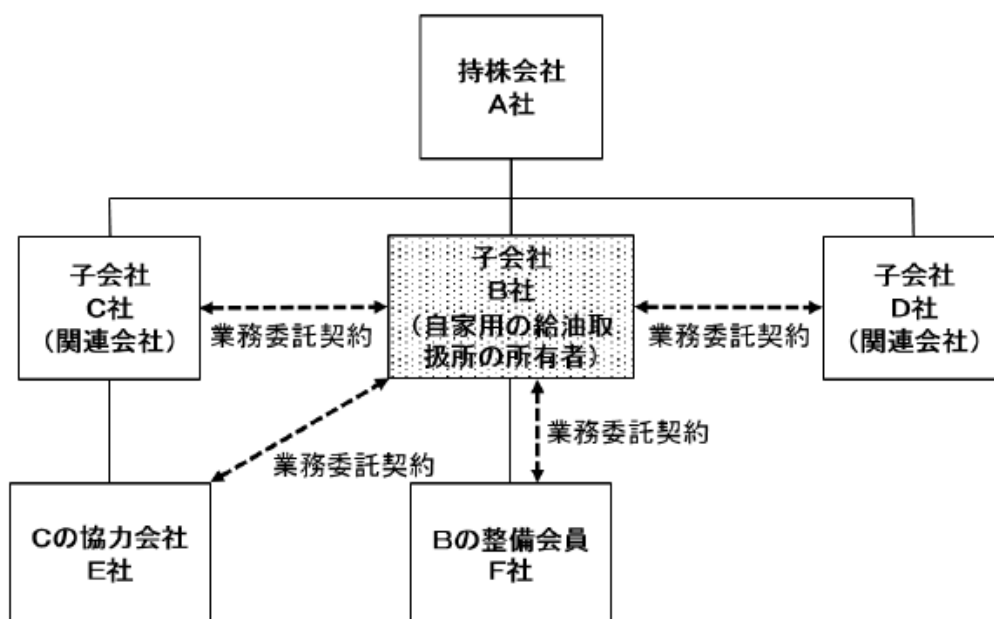 持株会社
A社
子会社
C社
（関連会社）
業務委託契約
子会社
B社
（自家用の給油取
扱所の所有者）
業務委託契約
子会社
D社
（関連会社）
業務委託契約
業務委託契約
Cの協力会社
E社
Bの整備会員
F社